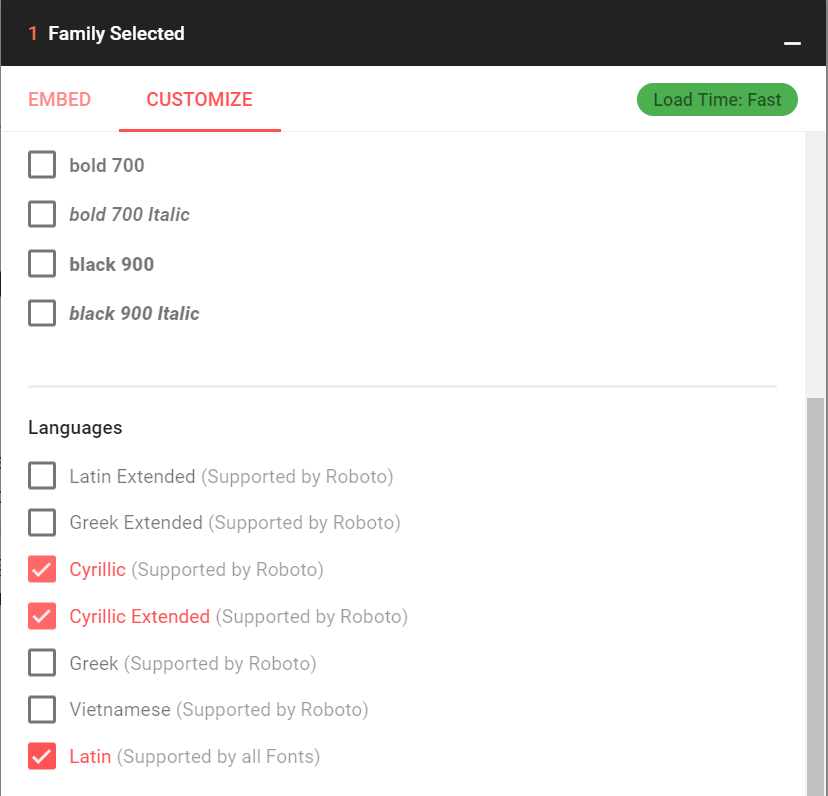 1 Family Selected
EMBED CUSTOMIZE Load Time: Fast
bold 700
bold 700 Italic
black 900
black 900 Italic
Languages
Latin Extended (Supported by Roboto)
Greek Extended (Supported by Roboto)
Cyrillic (Supported by Roboto)
Cyrillic Extended (Supported by Roboto)
Greek (Supported by Roboto)
Vietnamese (Supported by Roboto)
Latin (Supported by all Fonts)